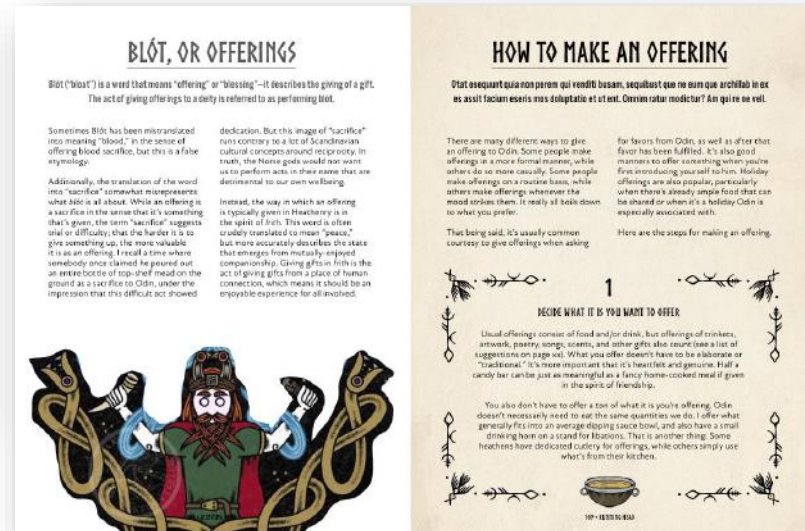 BLÓT, OR OFFERINGS
Blót ("bloat") is a word that means "offering" or "blessing"—it describes the giving of a gift.
The act of giving offerings to a deity is referred to as performing blót.
Sometimes Blót has been mistranslated
into meaning "blood," in the sense of
offering blood sacrifice, but this is a false
etymology.
Additionally, the translation of the word
into "sacrifice" somewhat misrepresents
what blót is all about. While an offering is
a sacrifice in the sense that it's something
that's given, the term "sacrifice" suggests
trial or difficulty; that the harder it is to
give something up, the more valuable
it is as an offering. I recall a time where
somebody once claimed he poured out
an entire bottle of top-shelf mead on the
ground as a sacrifice to Odin, under the
impression that this difficult act showed
dedication. But this image of "sacrifice"
runs contrary to a lot of Scandinavian
cultural concepts around reciprocity. In
truth, the Norse gods would not want
us to perform acts in their name that are
detrimental to our own wellbeing.
Instead, the way in which an offering
is typically given in Heathenry is in
the spirit of frith. This word is often
crudely translated to mean "peace,"
but more accurately describes the state
that emerges from mutually-enjoyed
companionship. Giving gifts in frith is the
act of giving gifts from a place of human
connection, which means it should be an
enjoyable experience for all involved.
HOW TO MAKE AN OFFERING
Otat esequunt quia non porem qui venditi busam, sequibust que ne eum que archillab in ex
es assit facium eseris mos doluptatio et ut ent. Omnim ratur modictur? Am qui re ne veil.
There are many different ways to give
an offering to Odin. Some people make
offerings in a more formal manner, while
others do so more casually. Some people
make offerings on a routine basis, while
others make offerings whenever the
mood strikes them. It really all boils down
to what you prefer.
That being said, it's usually common
courtesy to give offerings when asking
for favors from Odin, as well as after that
favor has been fulfilled. It's also good
manners to offer something when you're
first introducing yourself to him. Holiday
offerings are also popular, particularly
when there's already ample food that can
be shared or when it's a holiday Odin is
especially associated with.
Here are the steps for making an offering.
1
DECIDE WHAT IT IS YOU WANT TO OFFER
Usual offerings consist of food and/or drink, but offerings of trinkets,
artwork, poetry, songs, scents, and other gifts also count (see a list of
suggestions on page xx). What you offer doesn't have to be elaborate or
"traditional." It's more important that it's heartfelt and genuine. Half a
candy bar can be just as meaningful as a fancy home-cooked meal if given
in the spirit of friendship.
You also don't have to offer a ton of what it is you're offering. Odin
doesn't necessarily need to eat the same quantities we do. I offer what
generally fits into an average dipping sauce bowl, and also have a small
drinking horn on a stand for libations. That is another thing. Some
heathens have dedicated cutlery for offerings, while others simply use
what's from their kitchen.